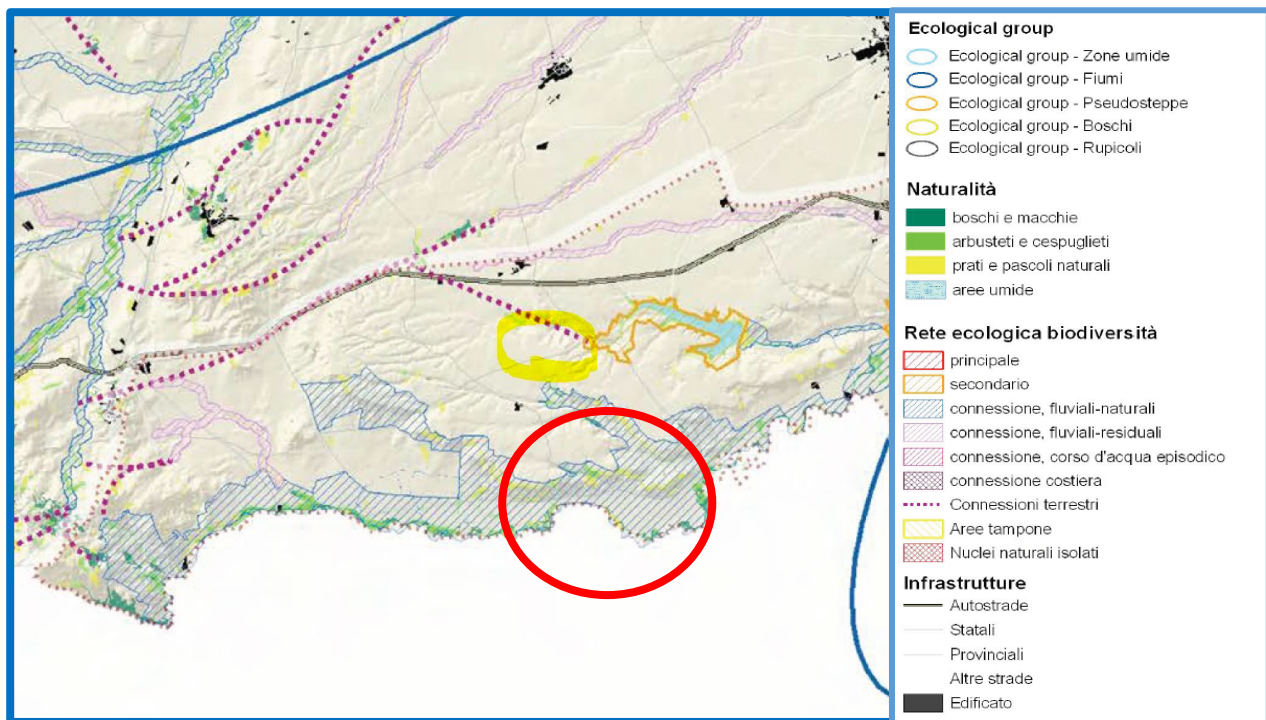 Ecological group
Ecological group - Zone umide
Ecological group - Fiumi
Ecological group - Pseudosteppe
Ecological group - Boschi
Ecological group - Rupicoli
Naturalità
boschi e macchie
arbusteti e cespuglieti
prati e pascoli naturali
aree umide
Rete ecologica biodiversità
principale
secondario
connessione, fluviali-naturali
connessione, fluviali-residuali
connessione, corso d'acqua episodico
connessione costiera
Connessioni terrestri
Aree tampone
Nuclei naturali isolati
Infrastrutture
Autostrade
Statali
Provinciali
Altre strade
Edificato